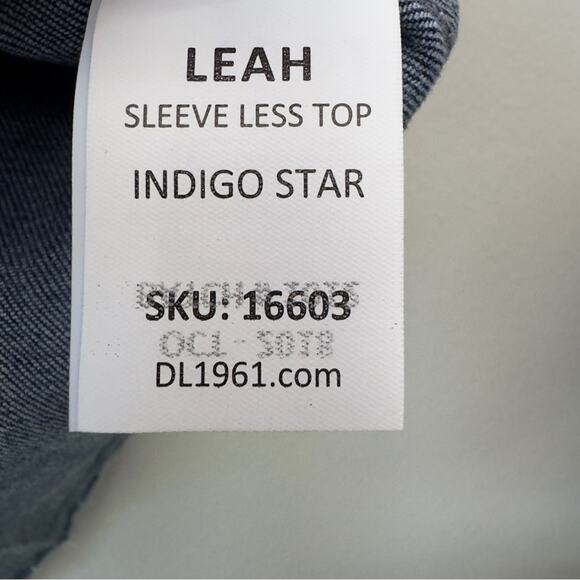 LEAH
SLEEVE LESS TOP
INDIGO STAR
SKU: 16603
DL1961.com